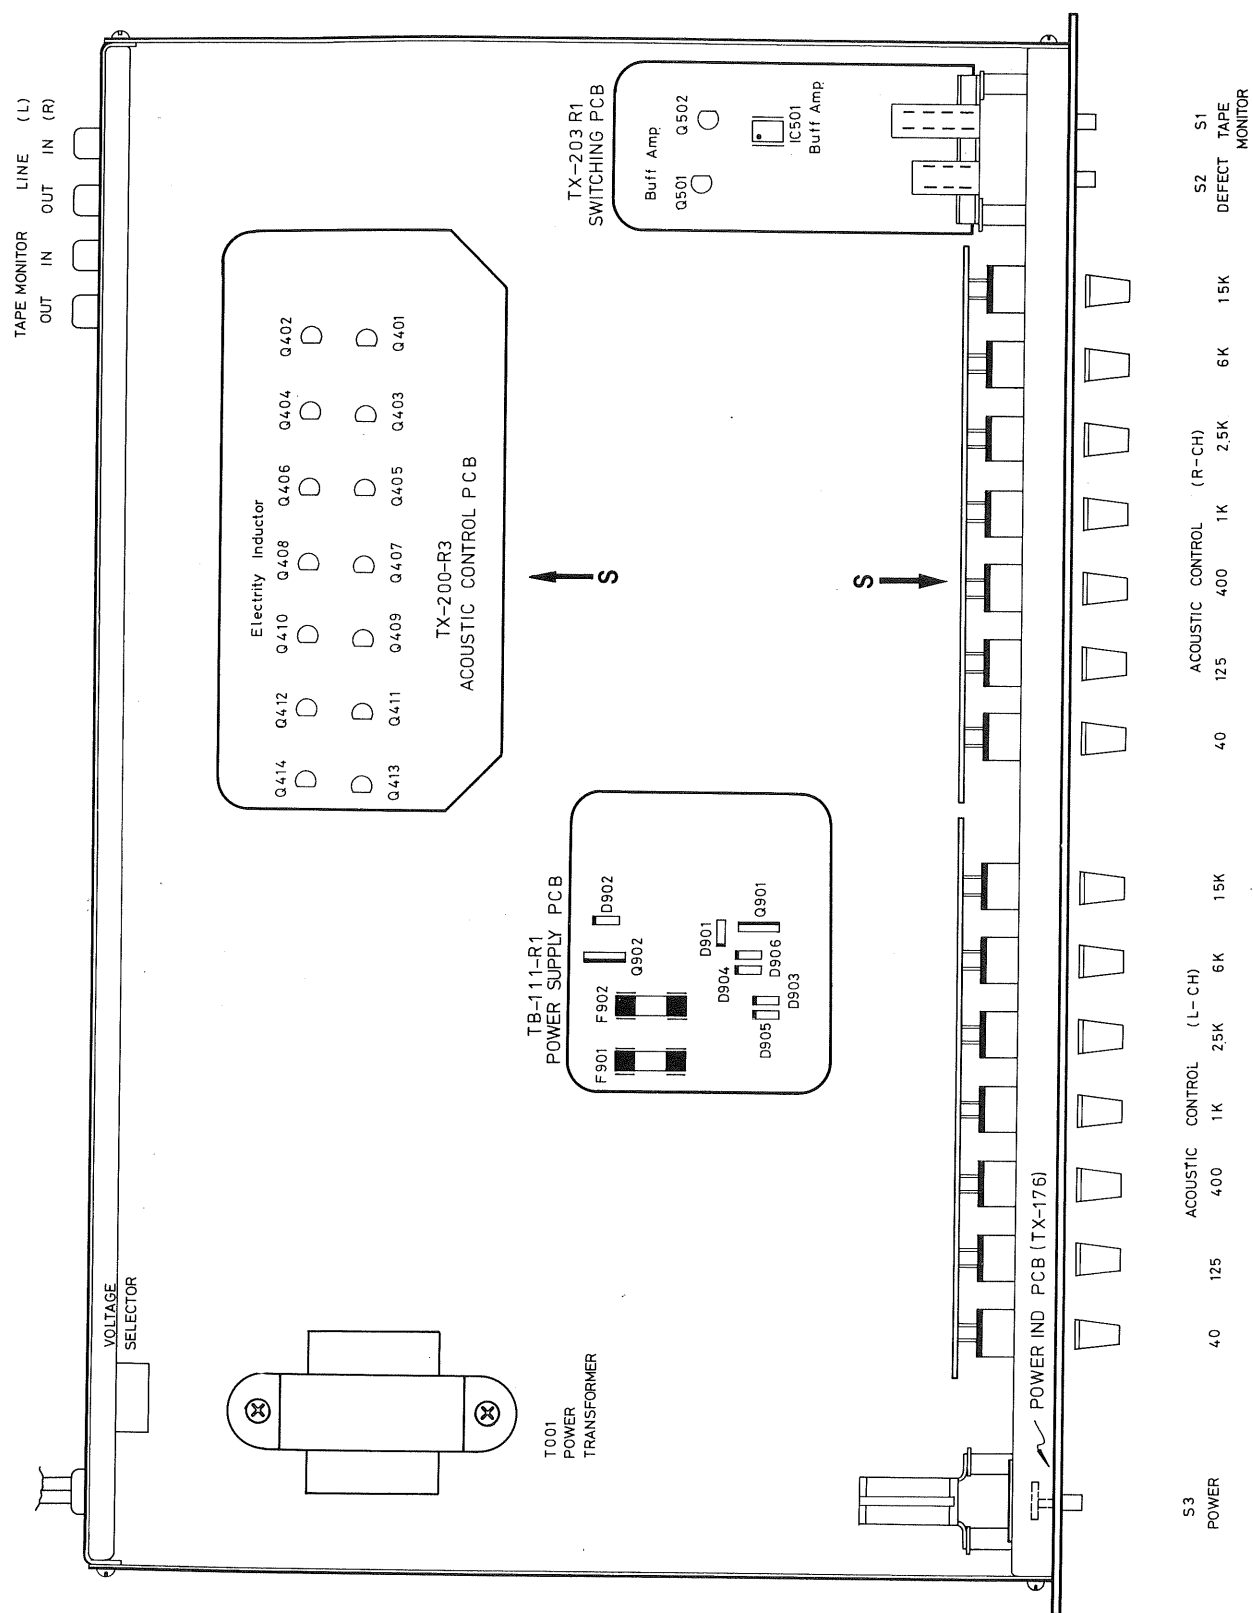 VOLTAGE
SELECTOR
TAPE MONITOR LINE (L)
OUT IN OUT IN (R)
T001
POWER
TRANSFORMER
Electrity Inductor
Q414 Q412 Q410 Q408 Q406 Q404 Q402
Q413 Q411 Q409 Q407 Q405 Q403 Q401
TX-200-R3
ACOUSTIC CONTROL PCB
S
S
TB-111-R1
POWER SUPPLY PCB
F901 F902 D902
Q902
D901
D904
Q901
D906
D905
D903
TX-203 R1
SWITCHING PCB
Buff Amp
Q501 Q502
IC501
Buff Amp
POWER IND PCB (TX-176)
S3
POWER
ACOUSTIC CONTROL (L-CH)
40 125 400 1K 2.5K 6K 15K
ACOUSTIC CONTROL (R-CH)
40 125 400 1K 2.5K 6K 15K
S2
DEFECT
S1
TAPE
MONITOR